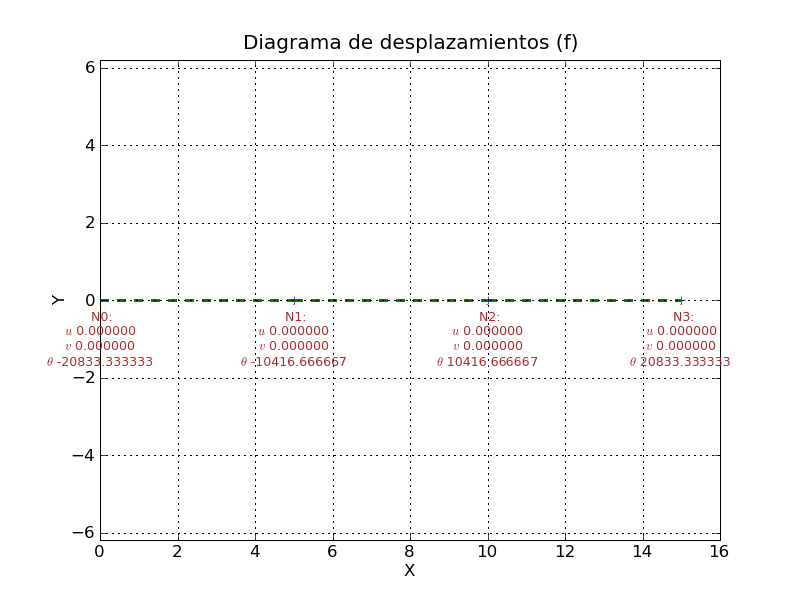 Diagrama de desplazamientos (f)
6
4
2
0
−2
−4
−6
Y
N0:
u 0.000000
v 0.000000
θ -20833.333333
N1:
u 0.000000
v 0.000000
θ -10416.666667
N2:
u 0.000000
v 0.000000
θ 10416.666667
N3:
u 0.000000
v 0.000000
θ 20833.333333
0 2 4 6 8 10 12 14 16
X